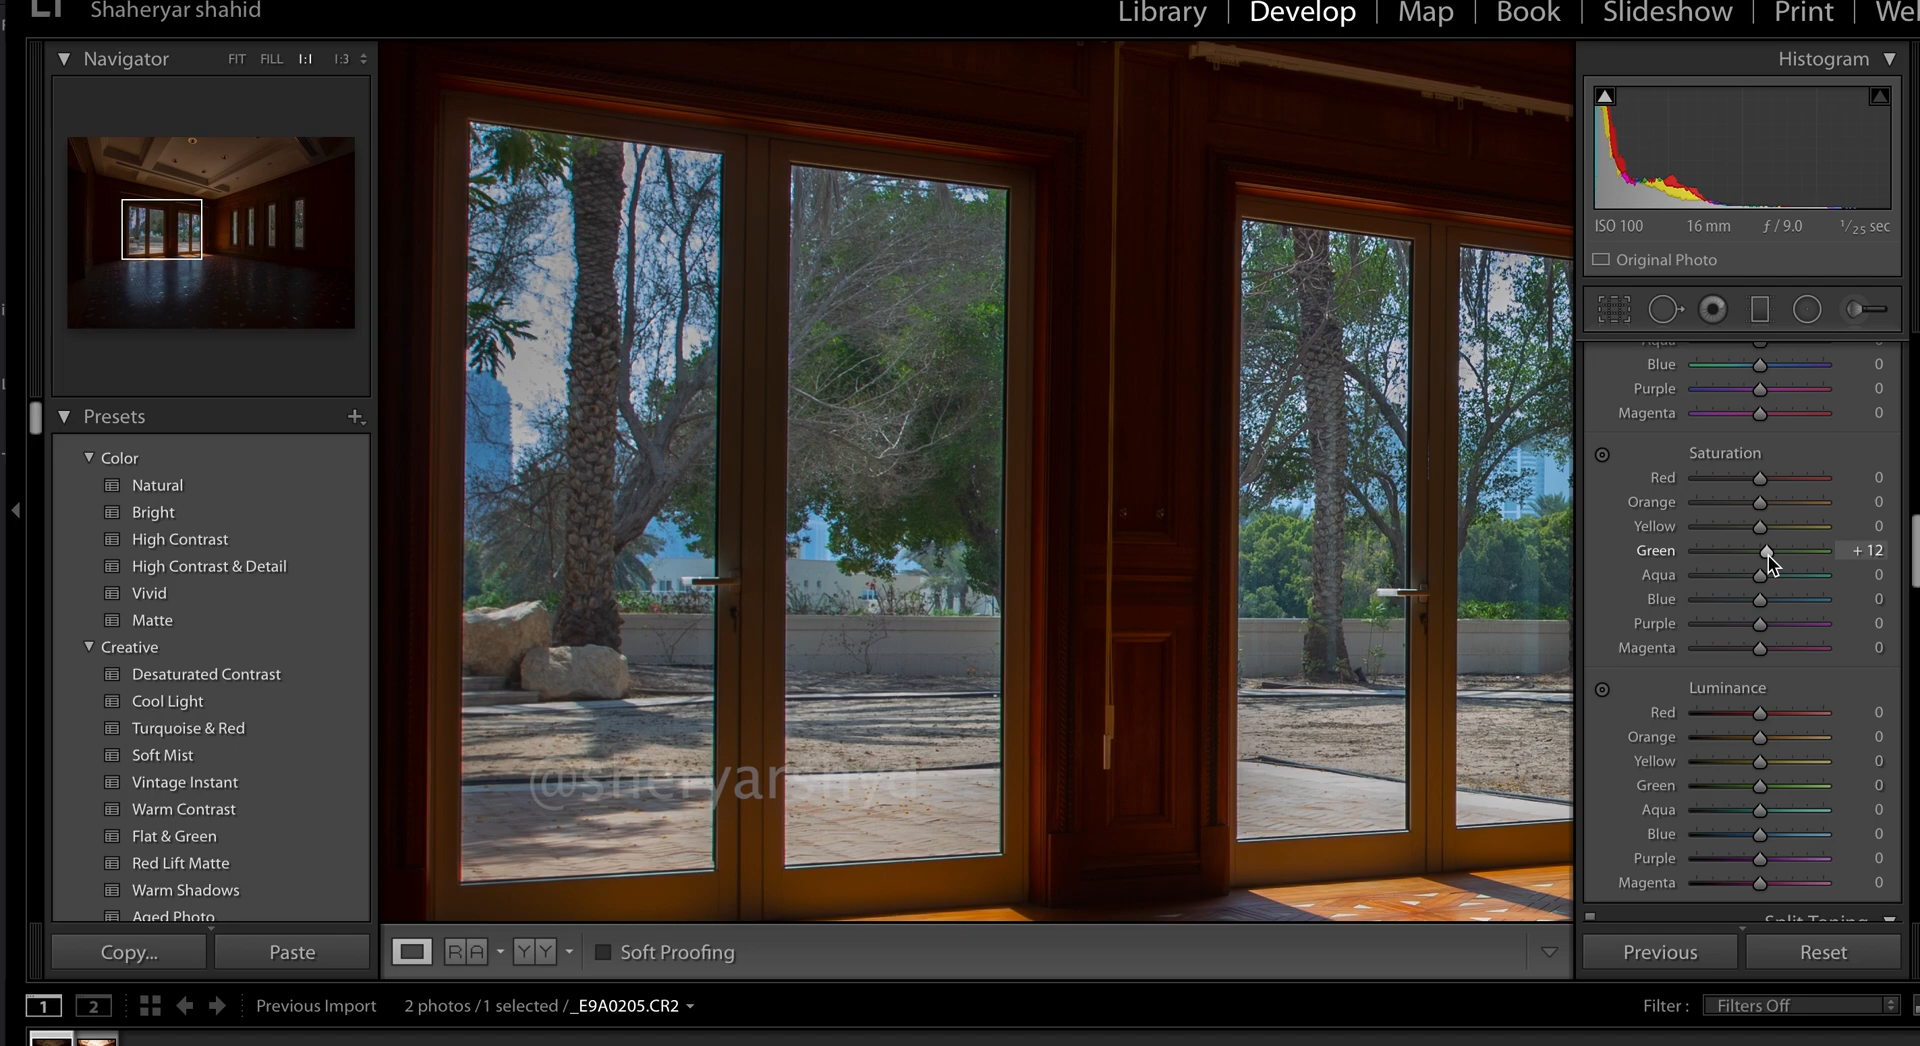 Shaheryar shahid
Library | Develop | Map | Book | Slideshow | Print |
Navigator FIT FILL 1:1 1:3
Histogram
ISO 100 16 mm ƒ / 9.0 1/25 sec
Original Photo
Presets
Color
Natural
Bright
High Contrast
High Contrast & Detail
Vivid
Matte
Creative
Desaturated Contrast
Cool Light
Turquoise & Red
Soft Mist
Vintage Instant
Warm Contrast
Flat & Green
Red Lift Matte
Warm Shadows
Aged Photo
Copy... Paste
Aqua 0
Blue 0
Purple 0
Magenta 0
Saturation
Red 0
Orange 0
Yellow 0
Green + 12
Aqua 0
Blue 0
Purple 0
Magenta 0
Luminance
Red 0
Orange 0
Yellow 0
Green 0
Aqua 0
Blue 0
Purple 0
Magenta 0
Split Toning
Previous Reset
R A Y Y Soft Proofing
1 2 Previous Import 2 photos / 1 selected / _E9A0205.CR2
Filter : Filters Off